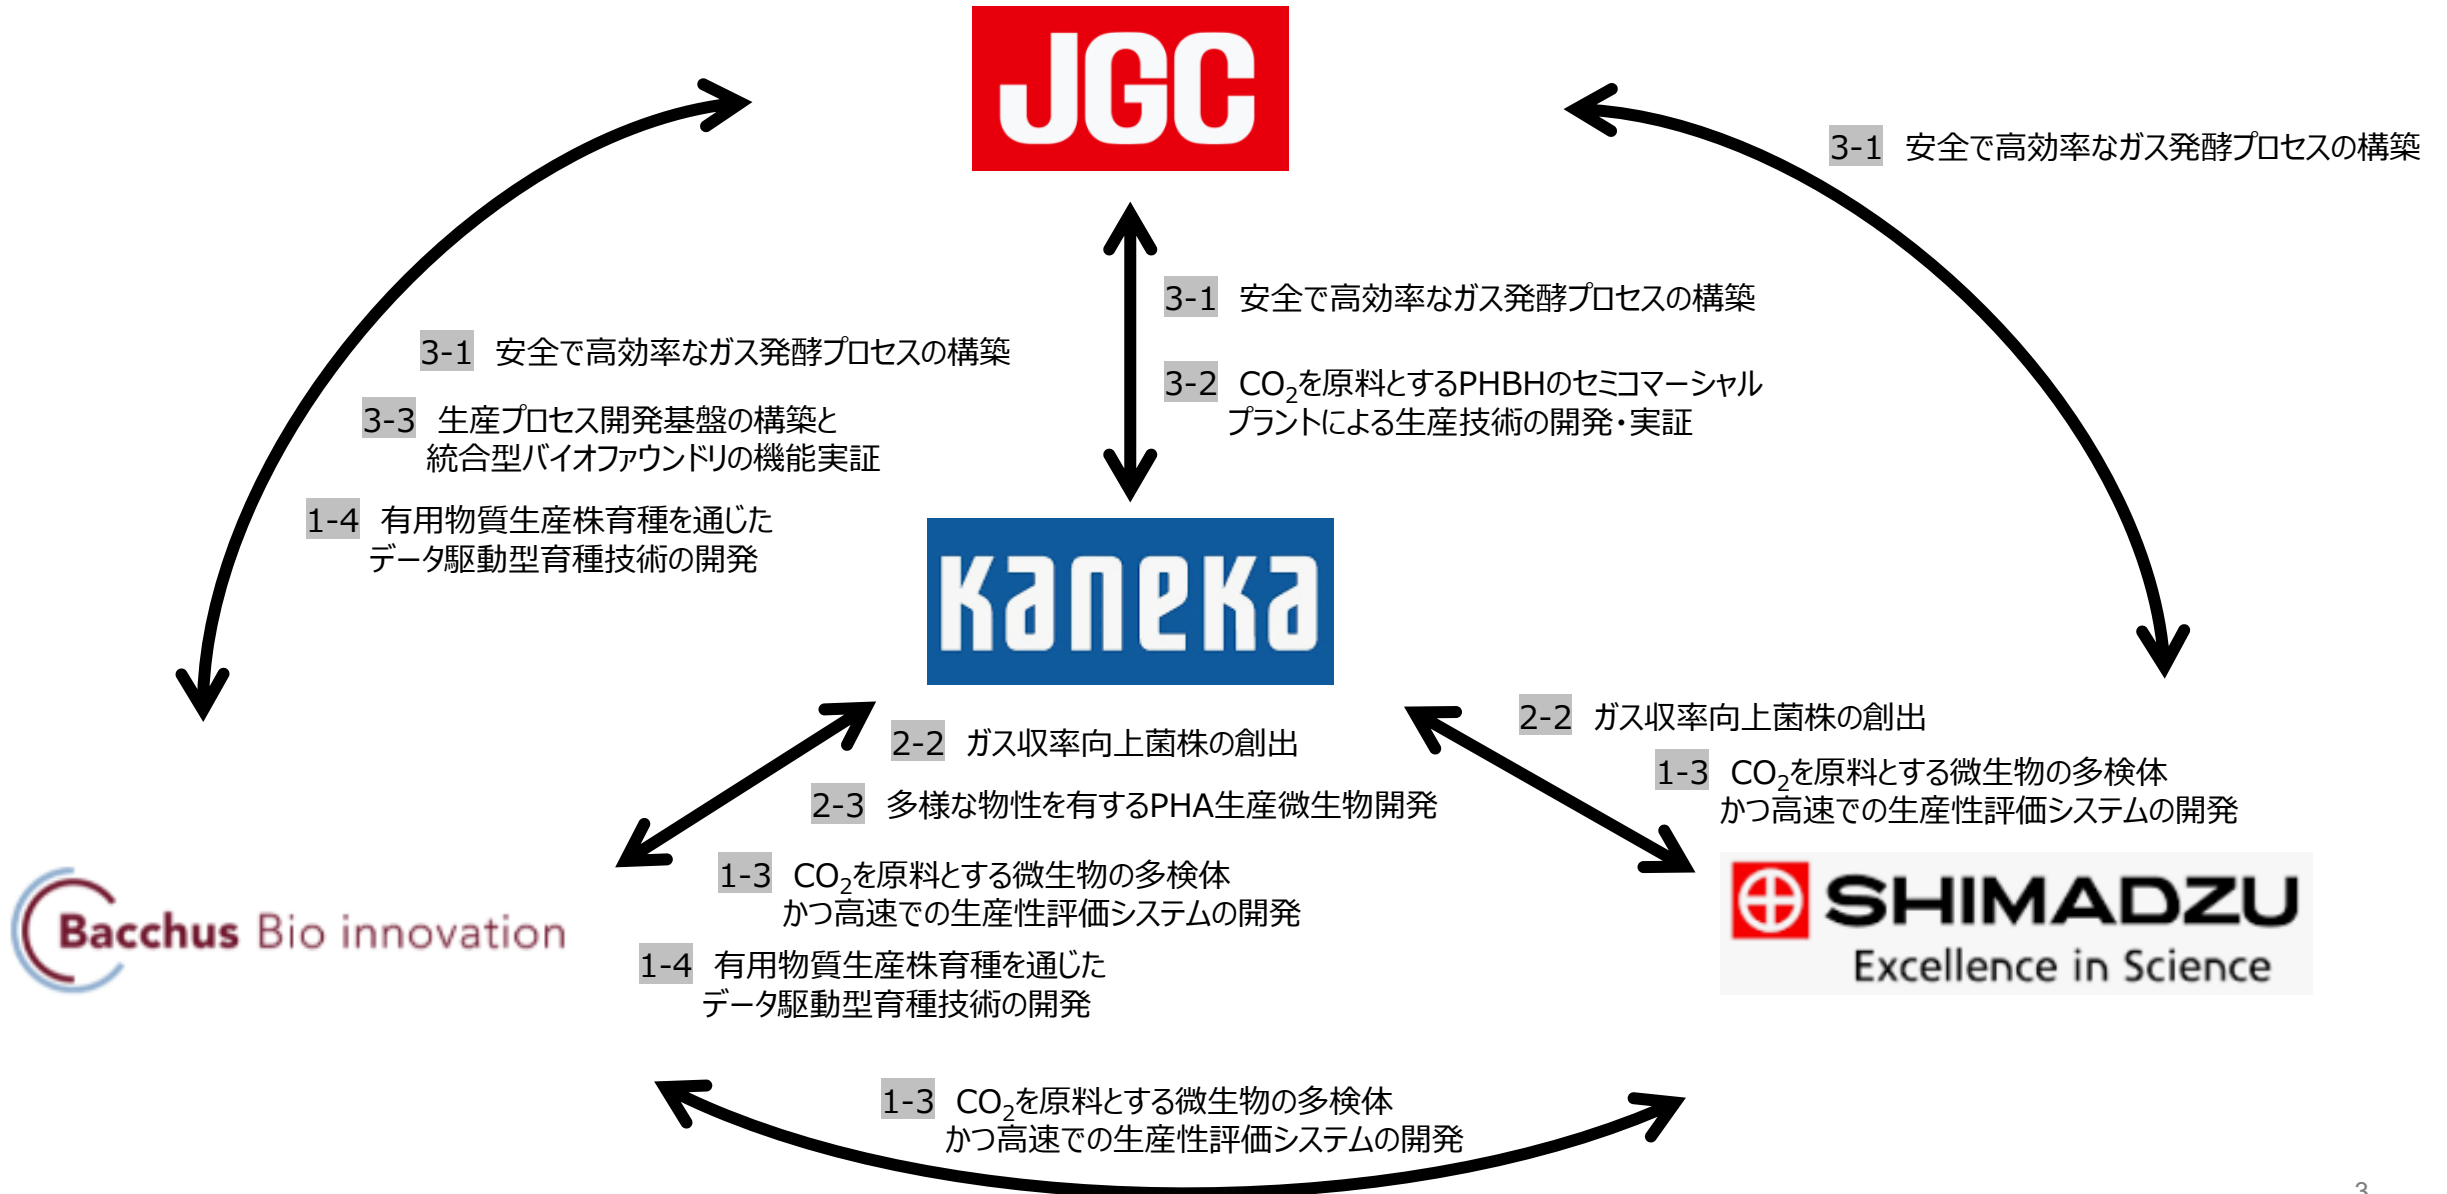 JGC
3-1 安全で高効率なガス発酵プロセスの構築
3-1 安全で高効率なガス発酵プロセスの構築
3-2 CO₂を原料とするPHBHのセミコマーシャル
プラントによる生産技術の開発・実証
3-1 安全で高効率なガス発酵プロセスの構築
3-3 生産プロセス開発基盤の構築と
統合型バイオファウンドリの機能実証
1-4 有用物質生産株育種を通じた
データ駆動型育種技術の開発
Kaneka
2-2 ガス収率向上菌株の創出
1-3 CO₂を原料とする微生物の多検体
かつ高速での生産性評価システムの開発
2-2 ガス収率向上菌株の創出
2-3 多様な物性を有するPHA生産微生物開発
1-3 CO₂を原料とする微生物の多検体
かつ高速での生産性評価システムの開発
1-4 有用物質生産株育種を通じた
データ駆動型育種技術の開発
Bacchus Bio innovation
SHIMADZU
Excellence in Science
1-3 CO₂を原料とする微生物の多検体
かつ高速での生産性評価システムの開発
3